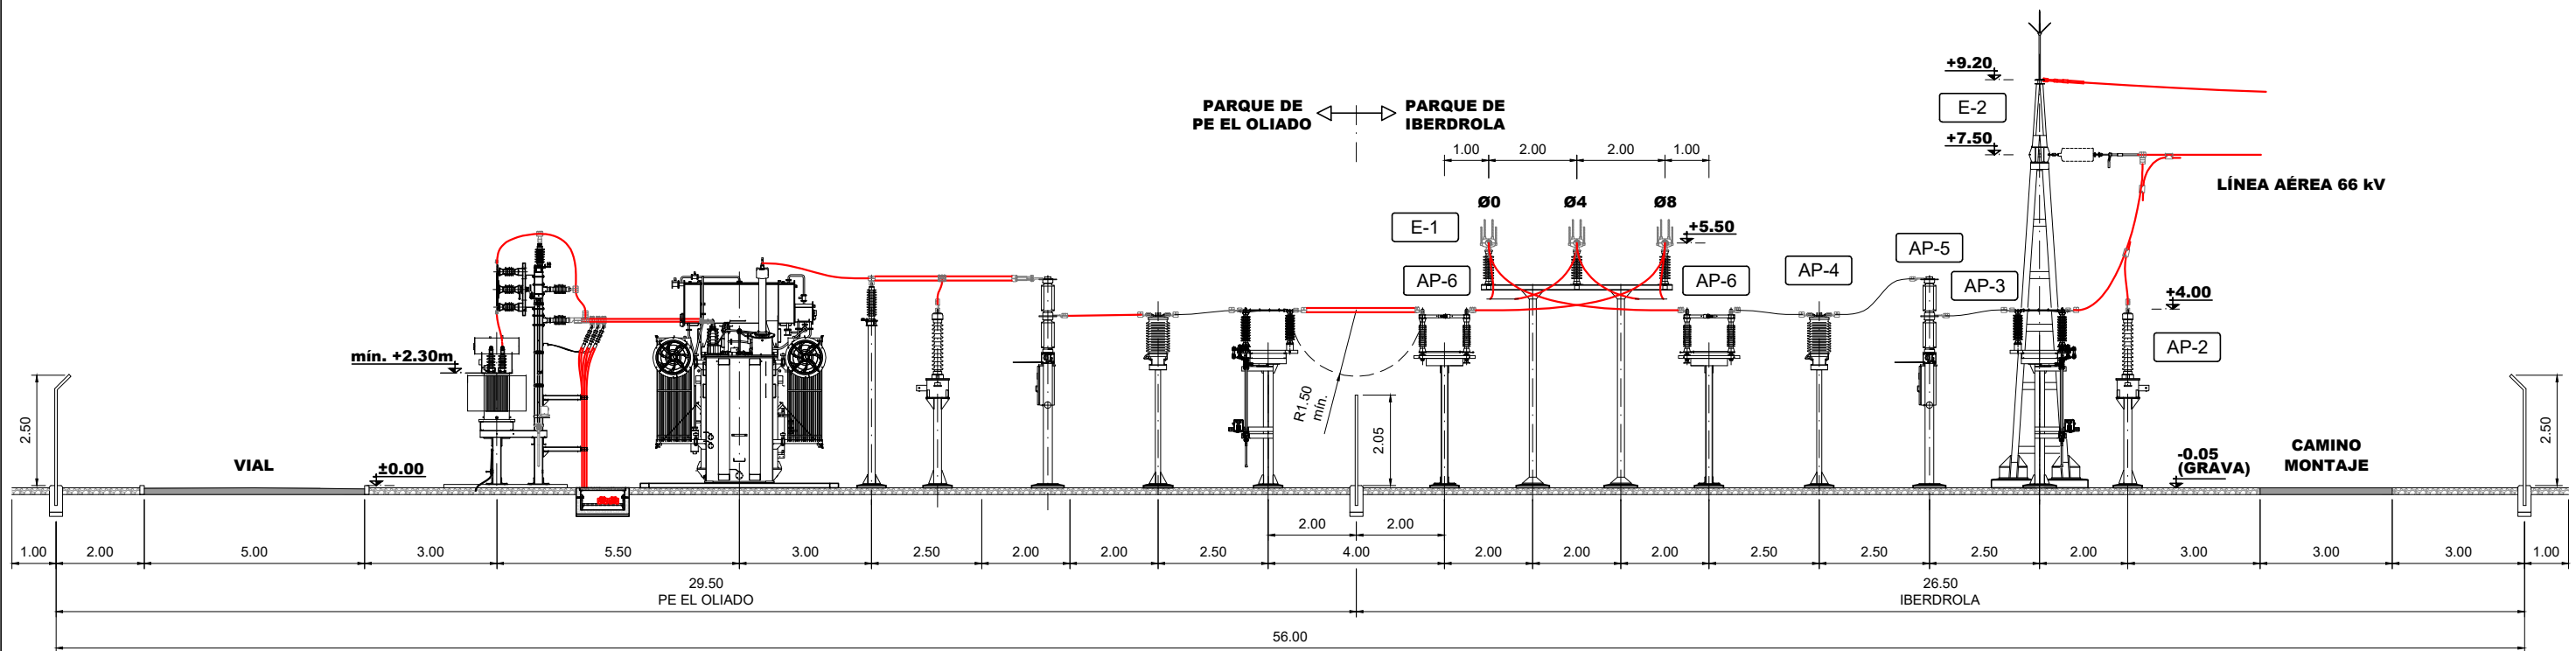 +9.20
E-2
+7.50
LÍNEA AÉREA 66 kV
PARQUE DE
PE EL OLIADO
PARQUE DE
IBERDROLA
1.00
2.00
2.00
1.00
Ø0
Ø4
Ø8
E-1
+5.50
AP-6
AP-6
AP-4
AP-5
AP-3
+4.00
AP-2
mín. +2.30m
2.50
VIAL
±0.00
R1.50
mín.
2.05
-0.05
(GRAVA)
CAMINO
MONTAJE
2.50
2.00
2.00
1.00
2.00
5.00
3.00
5.50
3.00
2.50
2.00
2.00
2.50
4.00
2.00
2.00
2.00
2.50
2.50
2.50
2.00
3.00
3.00
3.00
1.00
29.50
PE EL OLIADO
26.50
IBERDROLA
56.00